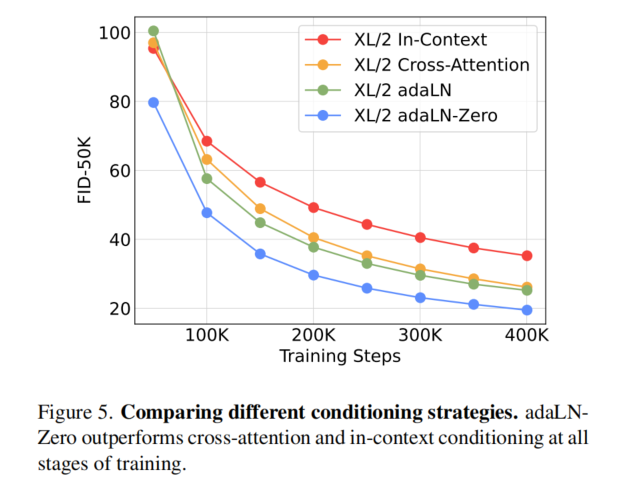 100
80
60
40
20
FID-50K
XL/2 In-Context
XL/2 Cross-Attention
XL/2 adaLN
XL/2 adaLN-Zero
100K
200K
300K
400K
Training Steps
Figure 5. Comparing different conditioning strategies. adaLN-
Zero outperforms cross-attention and in-context conditioning at all
stages of training.